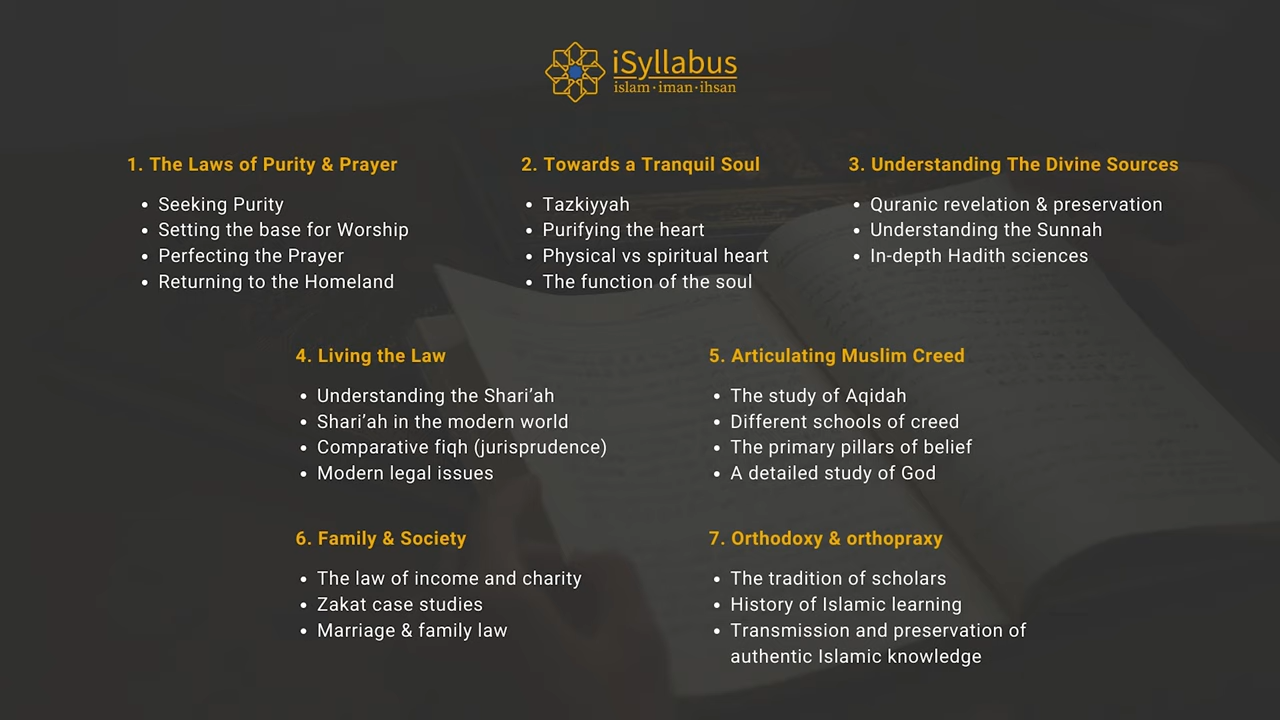 iSyllabus
islam·iman·ihsan
1. The Laws of Purity & Prayer
• Seeking Purity
• Setting the base for Worship
• Perfecting the Prayer
• Returning to the Homeland
2. Towards a Tranquil Soul
• Tazkiyyah
• Purifying the heart
• Physical vs spiritual heart
• The function of the soul
3. Understanding The Divine Sources
• Quranic revelation & preservation
• Understanding the Sunnah
• In-depth Hadith sciences
4. Living the Law
• Understanding the Shari’ah
• Shari’ah in the modern world
• Comparative fiqh (jurisprudence)
• Modern legal issues
5. Articulating Muslim Creed
• The study of Aqidah
• Different schools of creed
• The primary pillars of belief
• A detailed study of God
6. Family & Society
• The law of income and charity
• Zakat case studies
• Marriage & family law
7. Orthodoxy & orthopraxy
• The tradition of scholars
• History of Islamic learning
• Transmission and preservation of
authentic Islamic knowledge